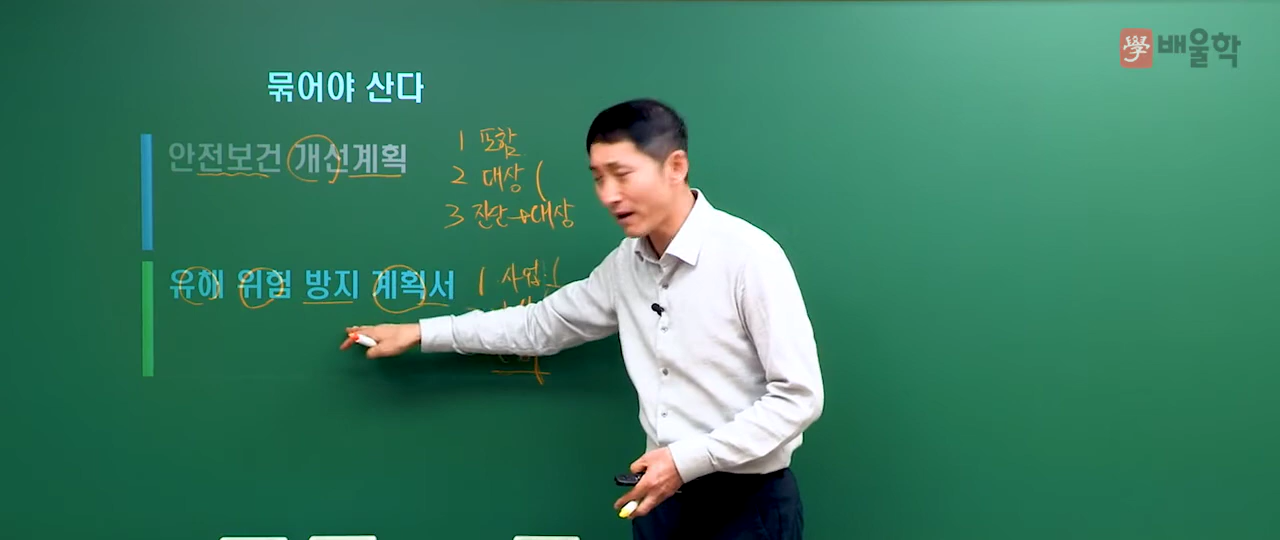 學 배울학
묶어야 산다
안전보건 개선계획
1 포함
2 대상 (
3 진단→대상
유해 위험 방지 계획서
1 사업